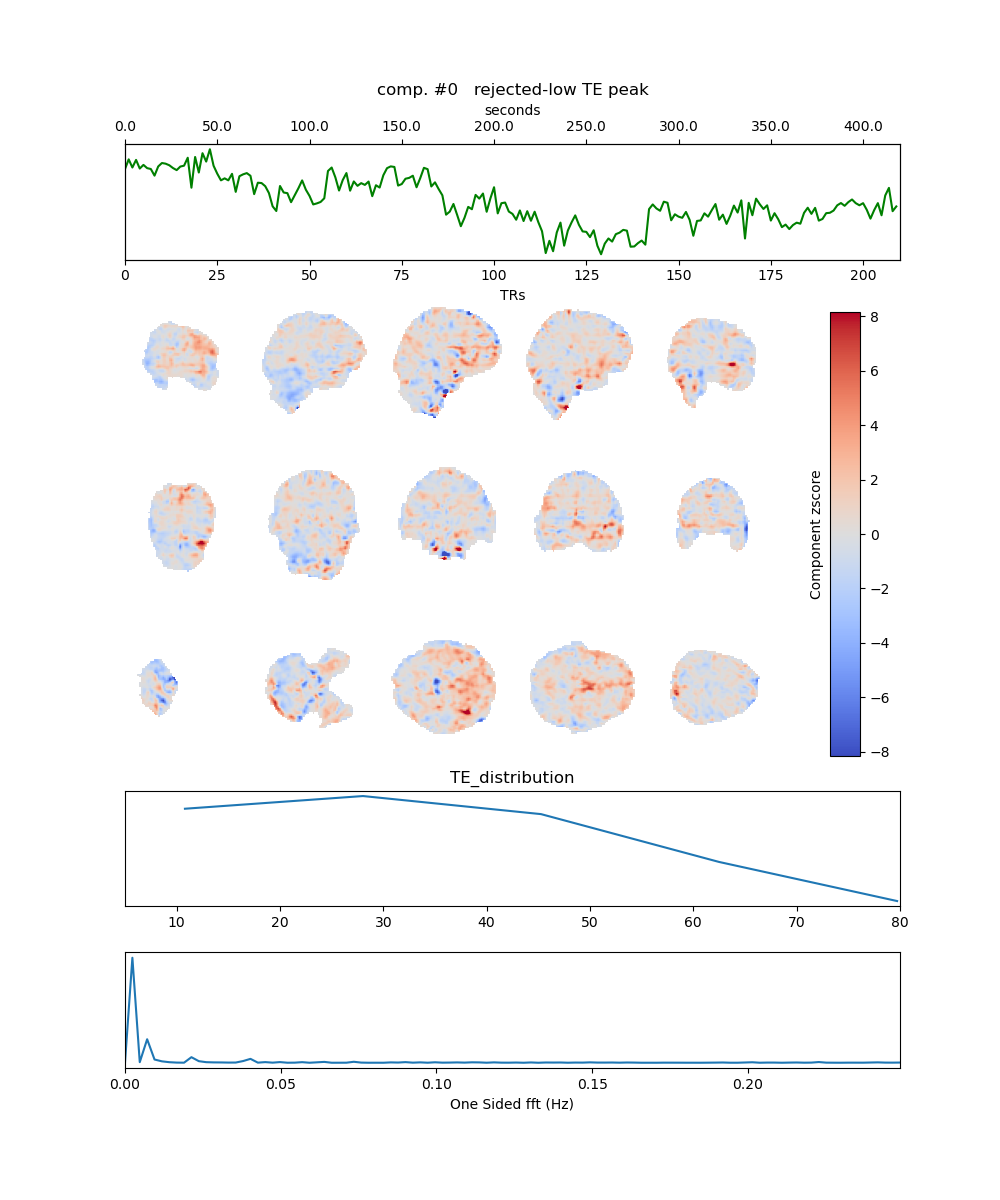 comp. #0   rejected-low TE peak
seconds
0.0 50.0 100.0 150.0 200.0 250.0 300.0 350.0 400.0
0 25 50 75 100 125 150 175 200
TRs
8
6
4
2
0
−2
−4
−6
−8
Component zscore
TE_distribution
10 20 30 40 50 60 70 80
0.00 0.05 0.10 0.15 0.20
One Sided fft (Hz)